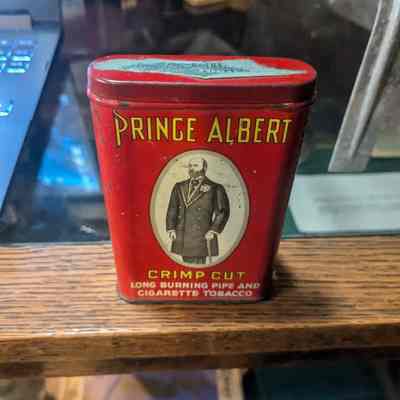 PRINCE ALBERT
CRIMP CUT
LONG BURNING PIPE AND
CIGARETTE TOBACCO